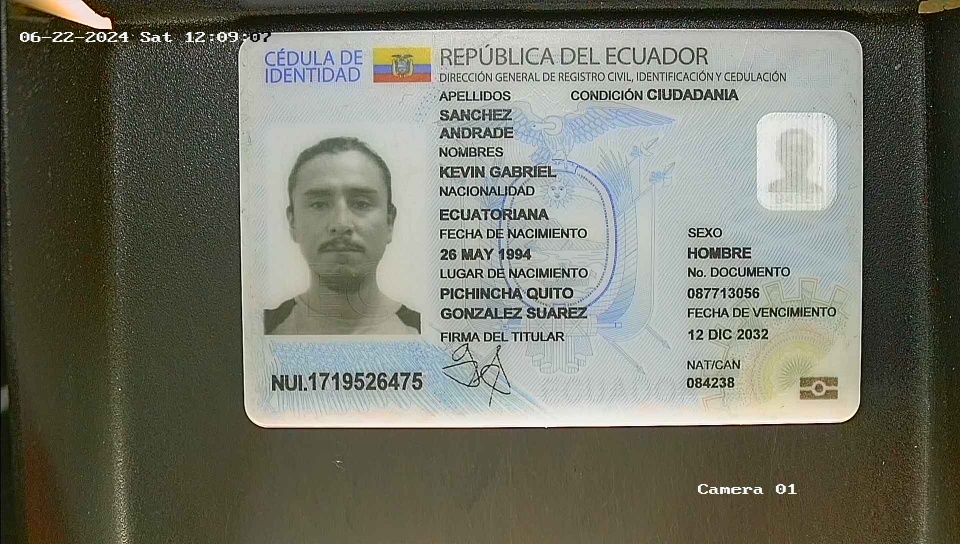 06-22-2024 Sat 12:09:07
CÉDULA DE
IDENTIDAD
REPÚBLICA DEL ECUADOR
DIRECCIÓN GENERAL DE REGISTRO CIVIL, IDENTIFICACIÓN Y CEDULACIÓN
APELLIDOS
CONDICIÓN CIUDADANIA
SANCHEZ
ANDRADE
NOMBRES
KEVIN GABRIEL
NACIONALIDAD
ECUATORIANA
FECHA DE NACIMIENTO
26 MAY 1994
LUGAR DE NACIMIENTO
PICHINCHA QUITO
GONZALEZ SUAREZ
FIRMA DEL TITULAR
SEXO
HOMBRE
No. DOCUMENTO
087713056
FECHA DE VENCIMIENTO
12 DIC 2032
NAT/CAN
084238
NUI.1719526475
ECUADOR
Camera 01